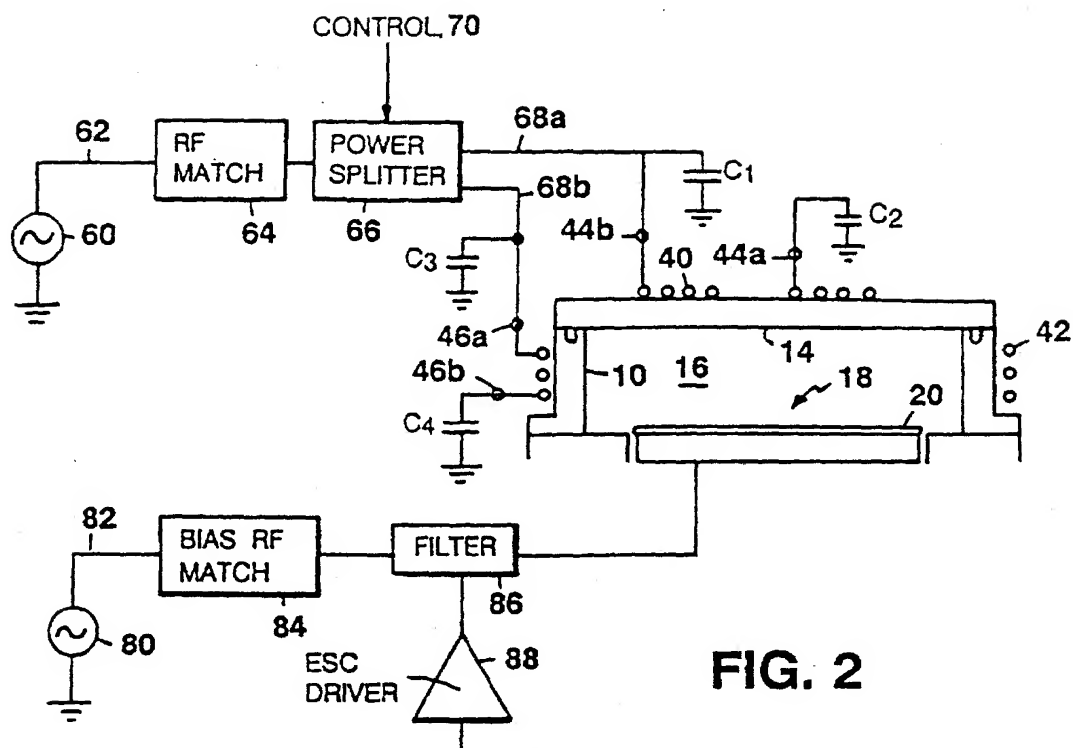 CONTROL, 70
62
RF
MATCH
64
POWER
SPLITTER
66
68a
68b
60
C1
C2
C3
44b
44a
40
46a
46b
42
10
16
14
18
20
C4
82
BIAS RF
MATCH
84
FILTER
86
80
ESC
DRIVER
88
FIG. 2